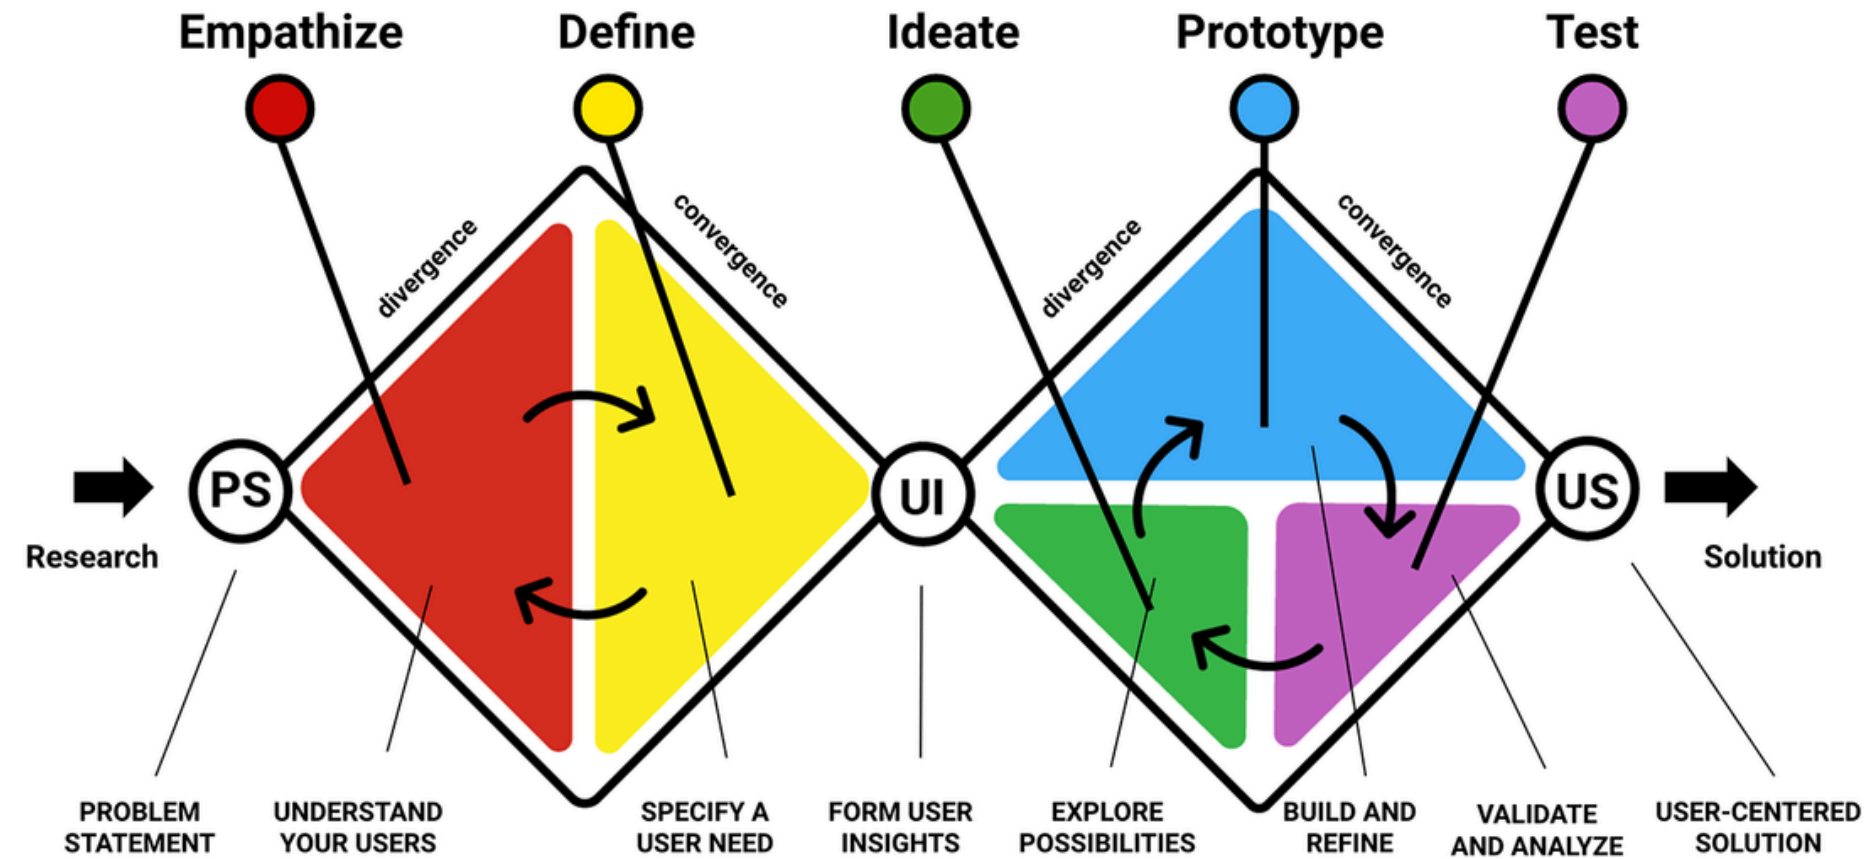 Empathize
Define
Ideate
Prototype
Test
divergence
convergence
divergence
convergence
PS
UI
US
Research
Solution
PROBLEM
STATEMENT
UNDERSTAND
YOUR USERS
SPECIFY A
USER NEED
FORM USER
INSIGHTS
EXPLORE
POSSIBILITIES
BUILD AND
REFINE
VALIDATE
AND ANALYZE
USER-CENTERED
SOLUTION